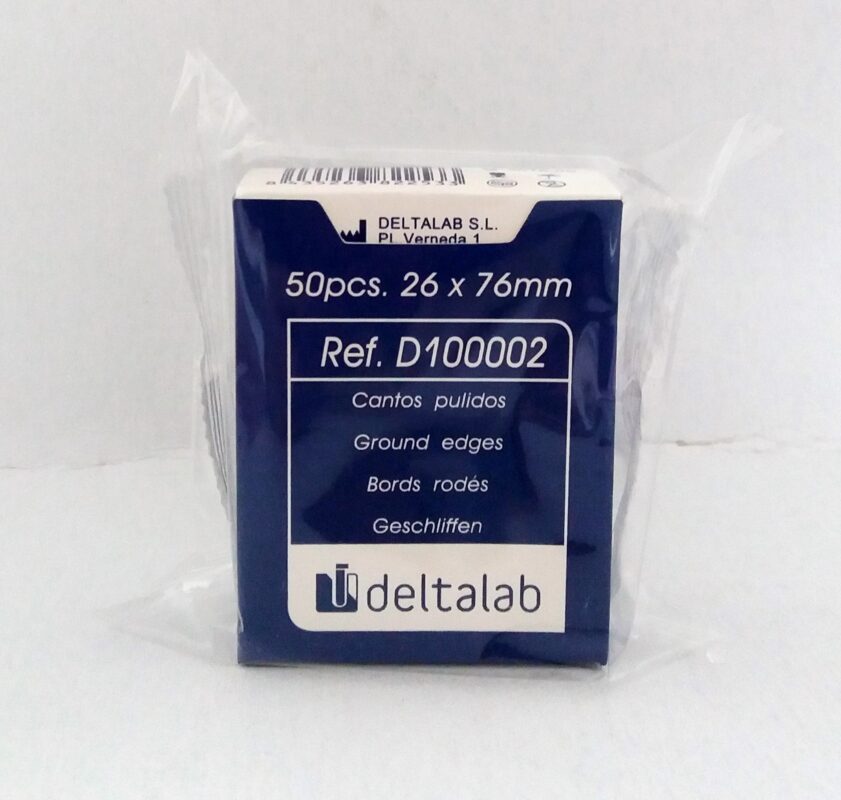 DELTALAB S.L.
Pl. Verneda 1
50pcs. 26 x 76mm
Ref. D100002
Cantos pulidos
Ground edges
Bords rodés
Geschliffen
deltalab